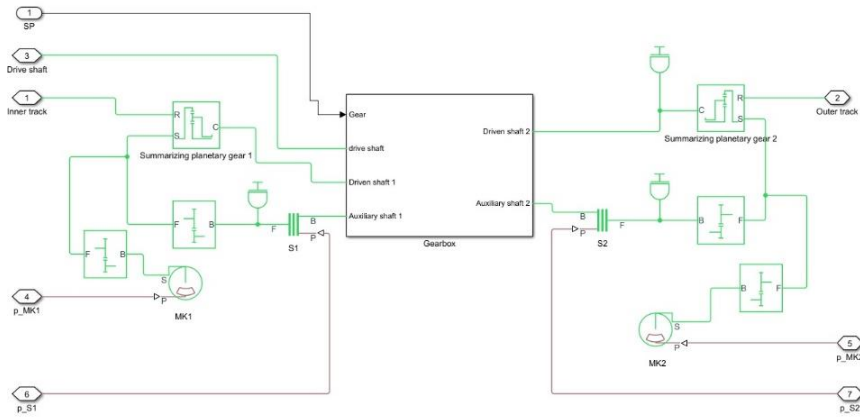 1
SP
3
Drive shaft
1
Inner track
R
S
C
Summarizing planetary gear 1
F
B
F
B
S
P
MK1
4
p_MK1
6
p_S1
F
B
P
S1
Gear
drive shaft
Driven shaft 1
Auxiliary shaft 1
Driven shaft 2
Auxiliary shaft 2
Gearbox
C
R
S
Summarizing planetary gear 2
2
Outer track
B
P
F
S2
B
F
B
F
S
P
MK2
5
p_MK2
7
p_S2